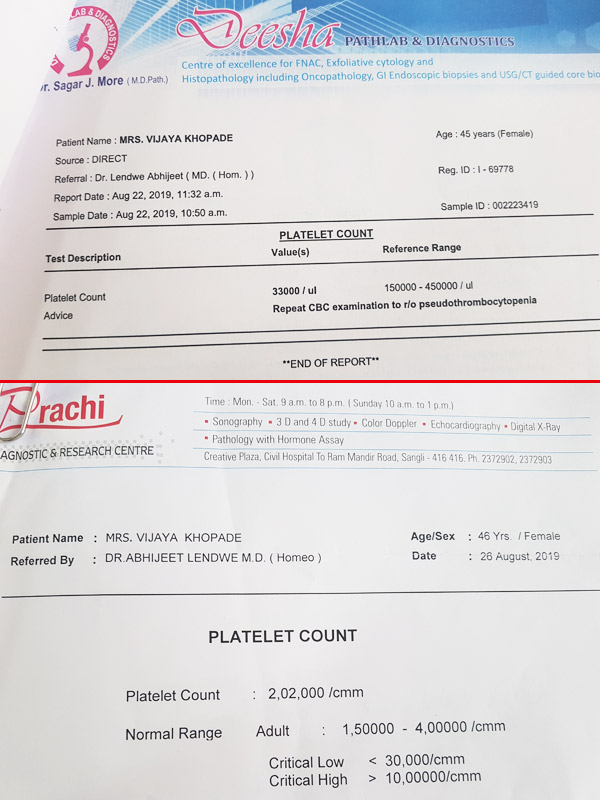 LAB & DIAGNOSTICS
Deesha PATHLAB & DIAGNOSTICS
Dr. Sagar J. More ( M.D.Path.)
Centre of excellence for FNAC, Exfoliative cytology and
Histopathology including Oncopathology, GI Endoscopic biopsies and USG/CT guided core bio
Patient Name : MRS. VIJAYA KHOPADE
Age : 45 years (Female)
Source : DIRECT
Referral : Dr. Lendwe Abhijeet ( MD. ( Hom. ) )
Reg. ID : I - 69778
Report Date : Aug 22, 2019, 11:32 a.m.
Sample Date : Aug 22, 2019, 10:50 a.m.
Sample ID : 002223419
PLATELET COUNT
Test Description Value(s) Reference Range
Platelet Count 33000 / ul 150000 - 450000 / ul
Advice Repeat CBC examination to r/o pseudothrombocytopenia
**END OF REPORT**
Prachi
AGNOSTIC & RESEARCH CENTRE
Time : Mon. - Sat. 9 a.m. to 8 p.m. ( Sunday 10 a.m. to 1 p.m.)
▪ Sonography ▪ 3 D and 4 D study ▪ Color Doppler ▪ Echocardiography ▪ Digital X-Ray
▪ Pathology with Hormone Assay
Creative Plaza, Civil Hospital To Ram Mandir Road, Sangli - 416 416. Ph. 2372902, 2372903
Patient Name : MRS. VIJAYA KHOPADE
Age/Sex : 46 Yrs. / Female
Referred By : DR.ABHIJEET LENDWE M.D. ( Homeo )
Date : 26 August, 2019
PLATELET COUNT
Platelet Count : 2,02,000 /cmm
Normal Range Adult : 1,50000 - 4,00000 /cmm
Critical Low < 30,000/cmm
Critical High > 10,00000/cmm